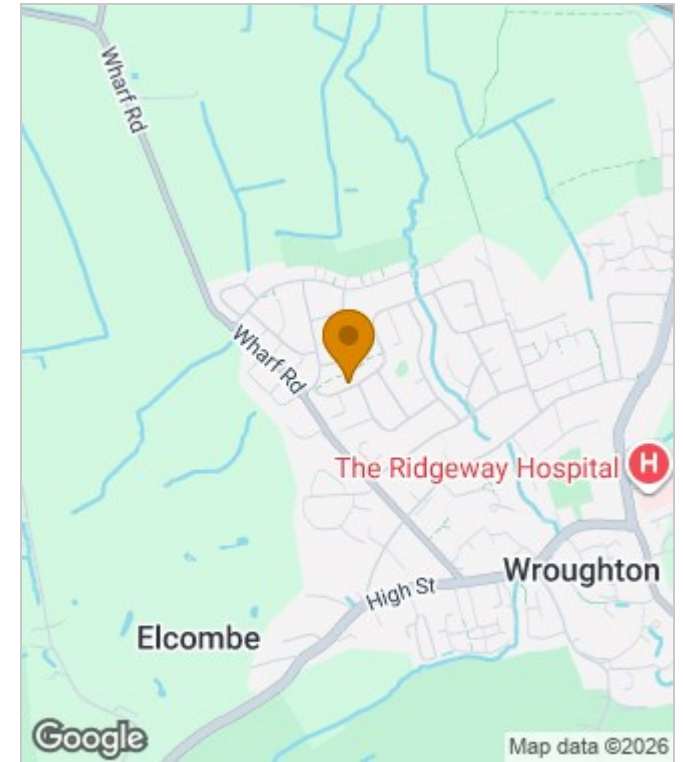 Wharf Rd
Wharf Rd
The Ridgeway Hospital
H
Wroughton
High St
Elcombe
Google
Map data ©2026